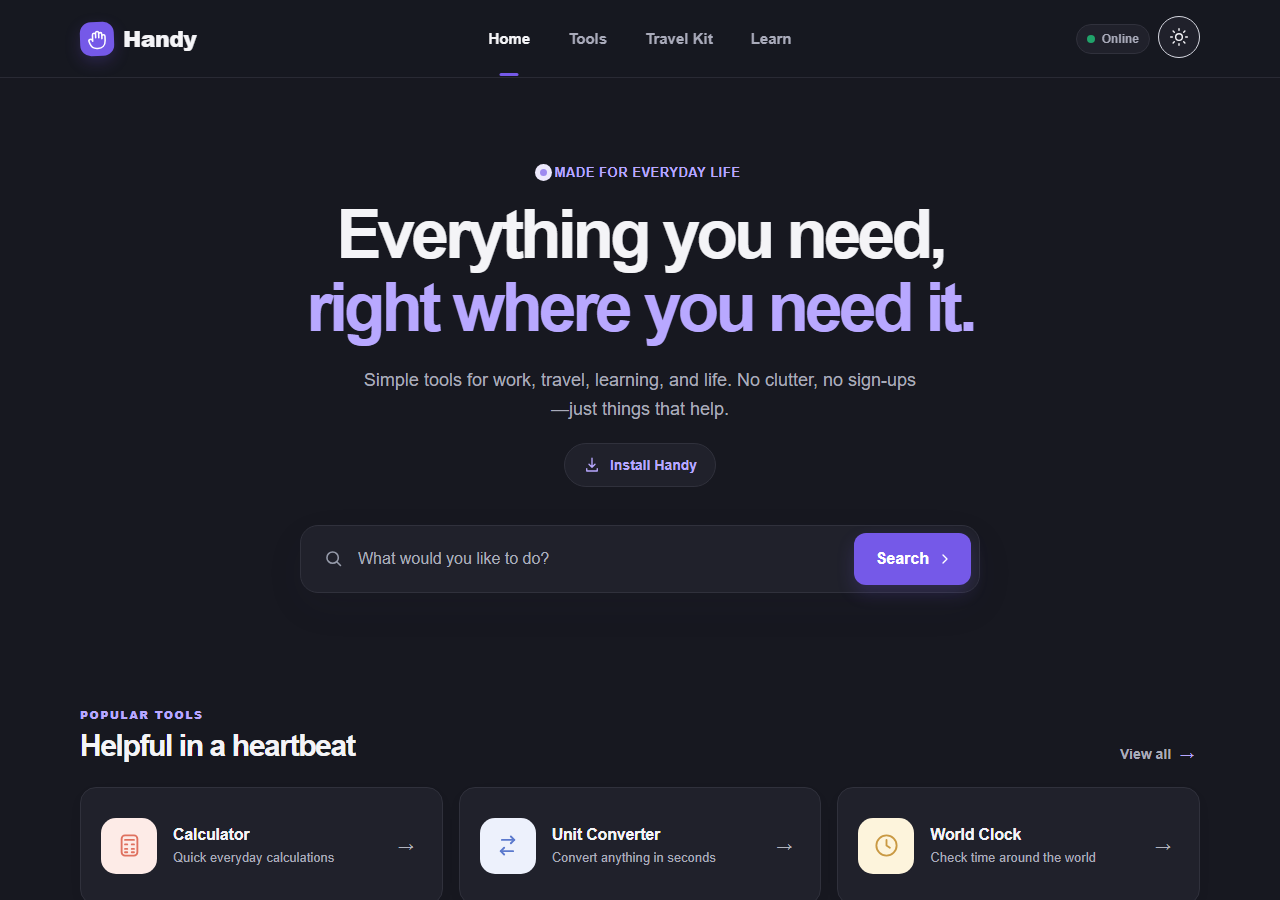 Handy
Home
Tools
Travel Kit
Learn
Online
MADE FOR EVERYDAY LIFE
Everything you need,
right where you need it.
Simple tools for work, travel, learning, and life. No clutter, no sign-ups
—just things that help.
Install Handy
What would you like to do?
Search
POPULAR TOOLS
Helpful in a heartbeat
View all →
Calculator
Quick everyday calculations
→
Unit Converter
Convert anything in seconds
→
World Clock
Check time around the world
→